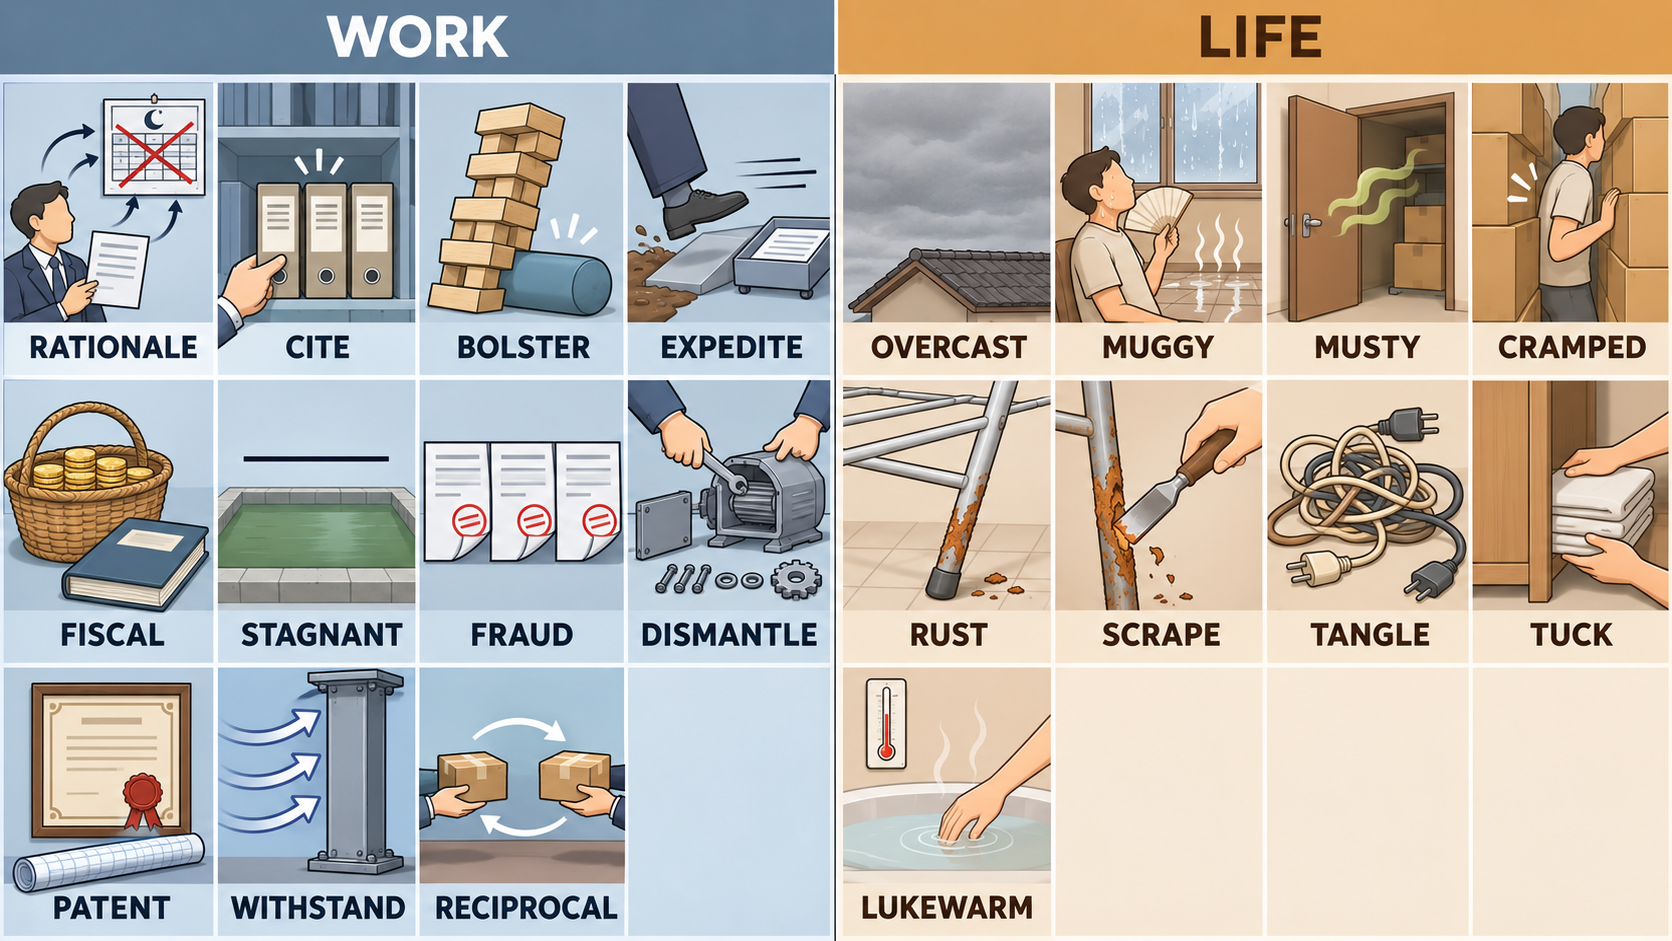 WORK
LIFE
RATIONALE
CITE
BOLSTER
EXPEDITE
OVERCAST
MUGGY
MUSTY
CRAMPED
FISCAL
STAGNANT
FRAUD
DISMANTLE
RUST
SCRAPE
TANGLE
TUCK
PATENT
WITHSTAND
RECIPROCAL
LUKEWARM